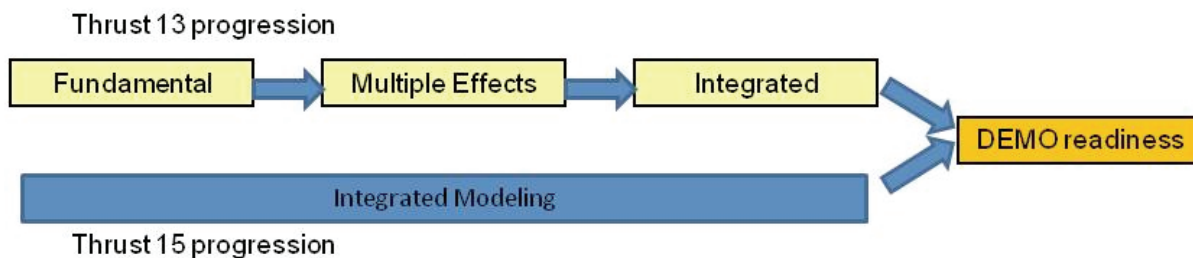 Thrust 13 progression
Fundamental
Multiple Effects
Integrated
DEMO readiness
Integrated Modeling
Thrust 15 progression